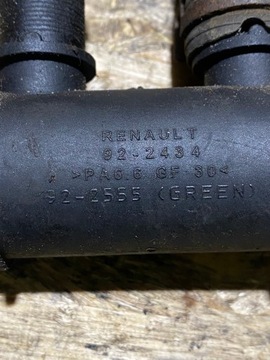 RENAULT
92-2434
>PA6.6 GF 30<
92-2555 (GREEN)